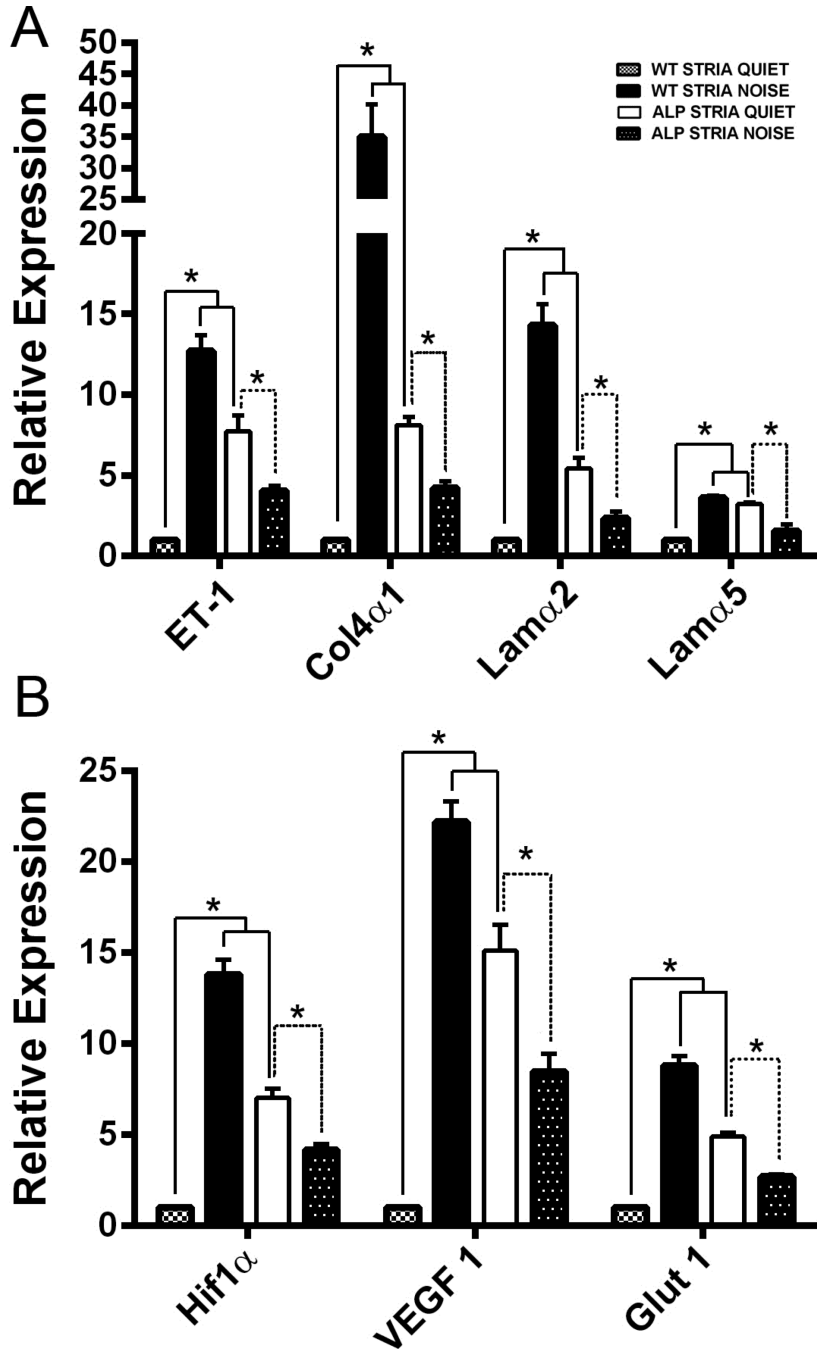 A
50
45
40
35
30
25
20
15
10
5
0
Relative Expression
WT STRIA QUIET
WT STRIA NOISE
ALP STRIA QUIET
ALP STRIA NOISE
* * * * * * * *
ET-1 Col4α1 Lamα2 Lamα5
B
25
20
15
10
5
0
Relative Expression
* * * * * *
Hif1α VEGF 1 Glut 1